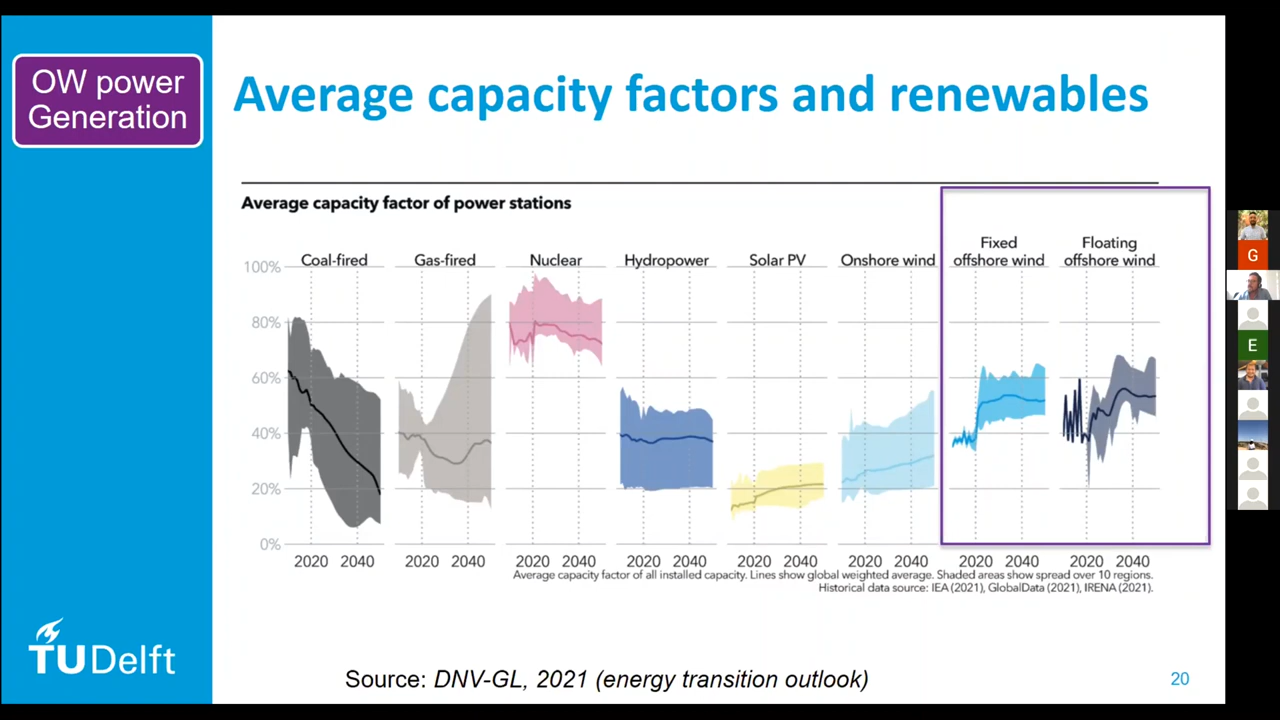 OW power
Generation
Average capacity factors and renewables
Average capacity factor of power stations
Coal-fired
Gas-fired
Nuclear
Hydropower
Solar PV
Onshore wind
Fixed
offshore wind
Floating
offshore wind
100%
80%
60%
40%
20%
0%
2020 2040 2020 2040 2020 2040 2020 2040 2020 2040 2020 2040 2020 2040 2020 2040
Average capacity factor of all installed capacity. Lines show global weighted average. Shaded areas show spread over 10 regions.
Historical data source: IEA (2021), GlobalData (2021), IRENA (2021).
TUDelft
Source: DNV-GL, 2021 (energy transition outlook)
20
G
E